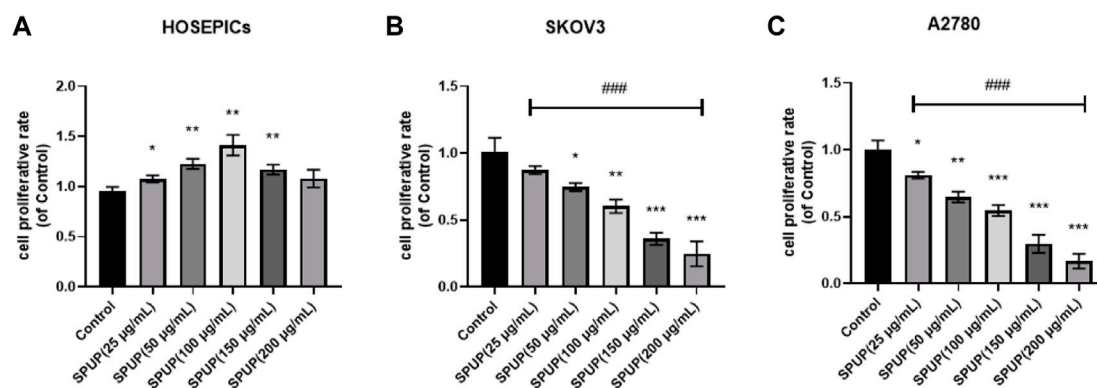 A
HOSEPICs
cell proliferative rate
(of Control)
2.0
1.5
1.0
0.5
0.0
*
**
**
**
Control
SPUP(25 µg/mL)
SPUP(50 µg/mL)
SPUP(100 µg/mL)
SPUP(150 µg/mL)
SPUP(200 µg/mL)
B
SKOV3
cell proliferative rate
(of Control)
1.5
1.0
0.5
0.0
###
*
**
***
***
Control
SPUP(25 µg/mL)
SPUP(50 µg/mL)
SPUP(100 µg/mL)
SPUP(150 µg/mL)
SPUP(200 µg/mL)
C
A2780
cell proliferative rate
(of Control)
1.5
1.0
0.5
0.0
###
*
**
***
***
***
Control
SPUP(25 µg/mL)
SPUP(50 µg/mL)
SPUP(100 µg/mL)
SPUP(150 µg/mL)
SPUP(200 µg/mL)